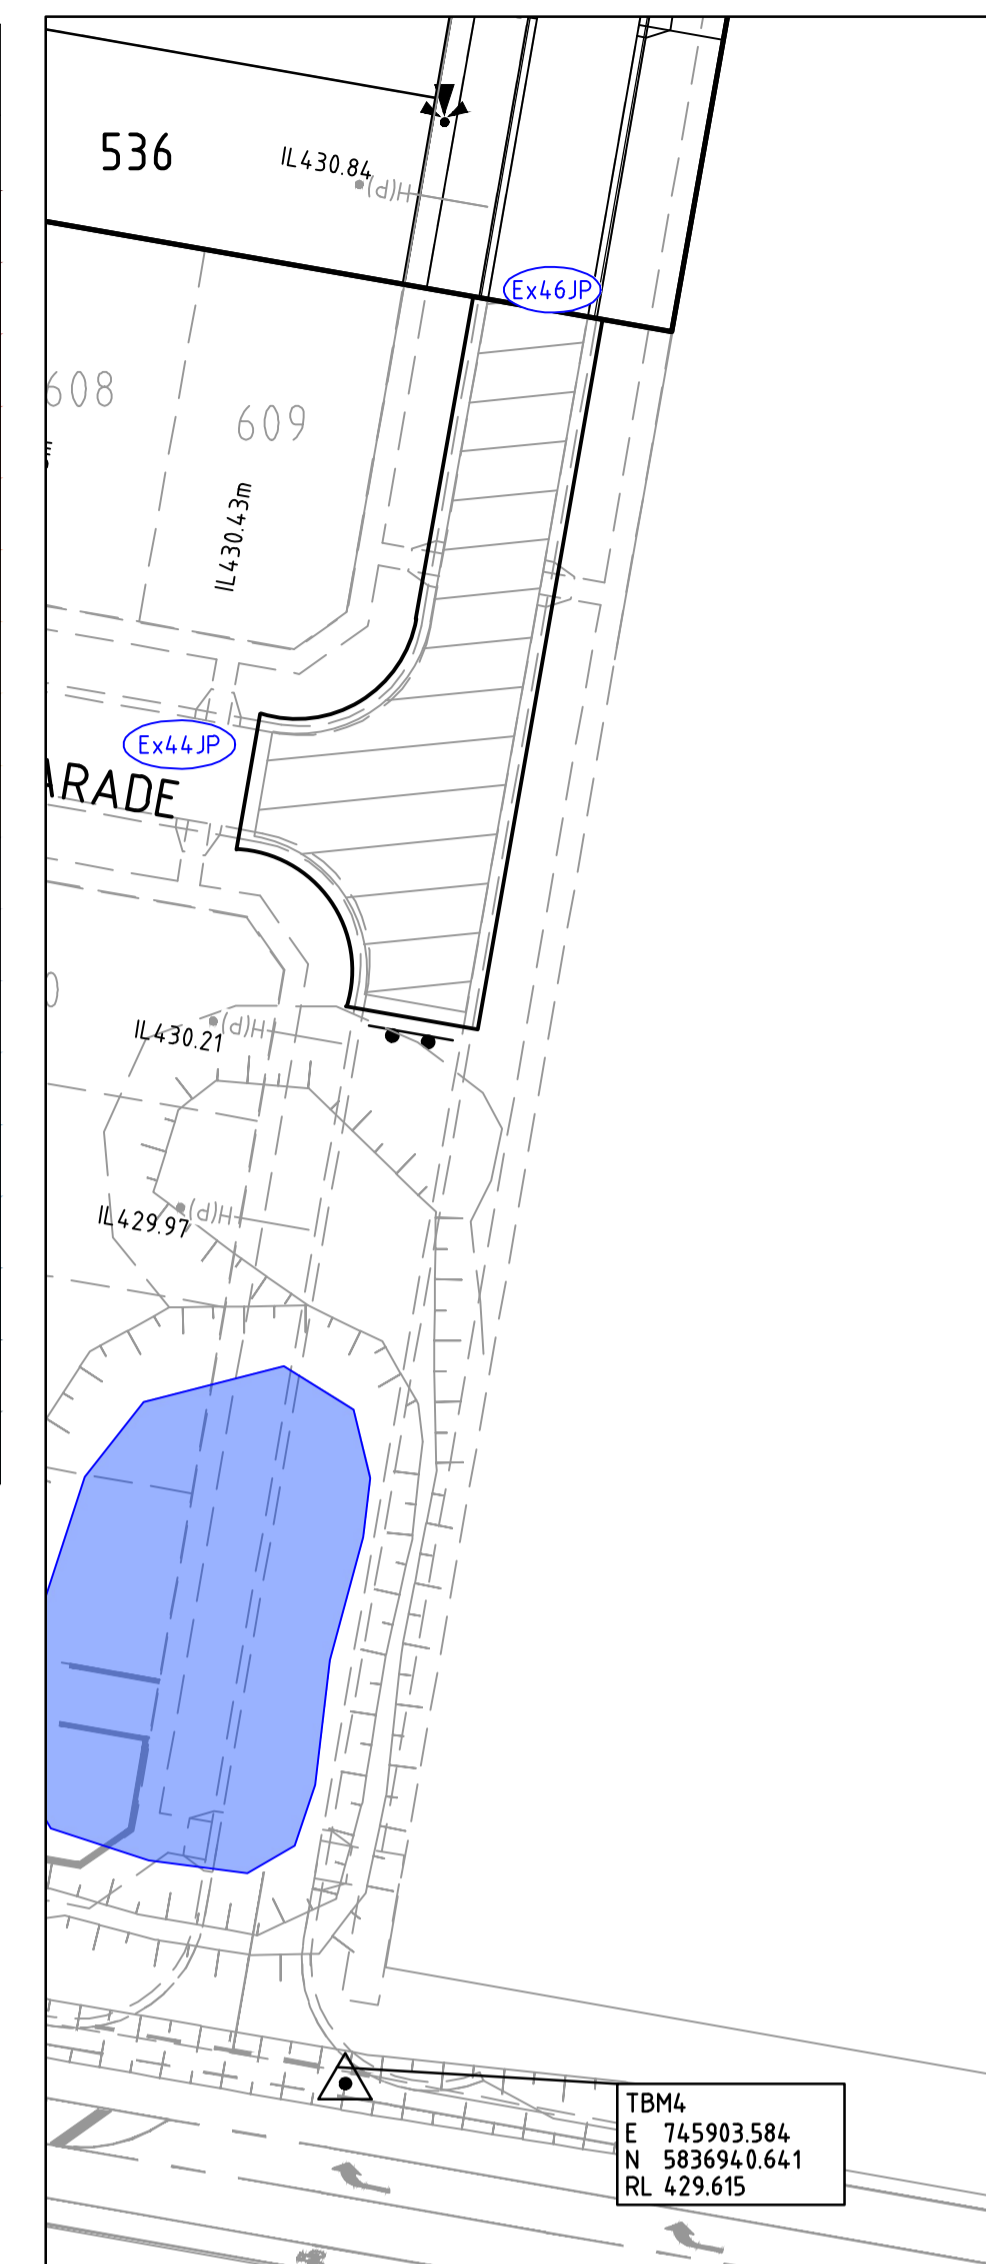 536
IL430.84
H(P)
Ex46JP
608
609
IL430.43m
Ex44JP
ARADE
0
IL430.21
H(P)
IL429.97
H(P)
TBM4
E 745903.584
N 5836940.641
RL 429.615